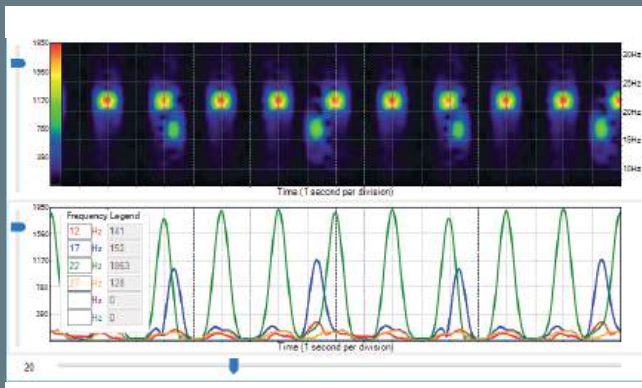 1950
1560
1170
780
390
30Hz
25Hz
20Hz
15Hz
10Hz
Time (1 second per division)
1950
1560
1170
780
390
Frequency Legend
12 Hz 141
17 Hz 152
22 Hz 1863
27 Hz 128
Hz 0
Hz 0
Time (1 second per division)
20